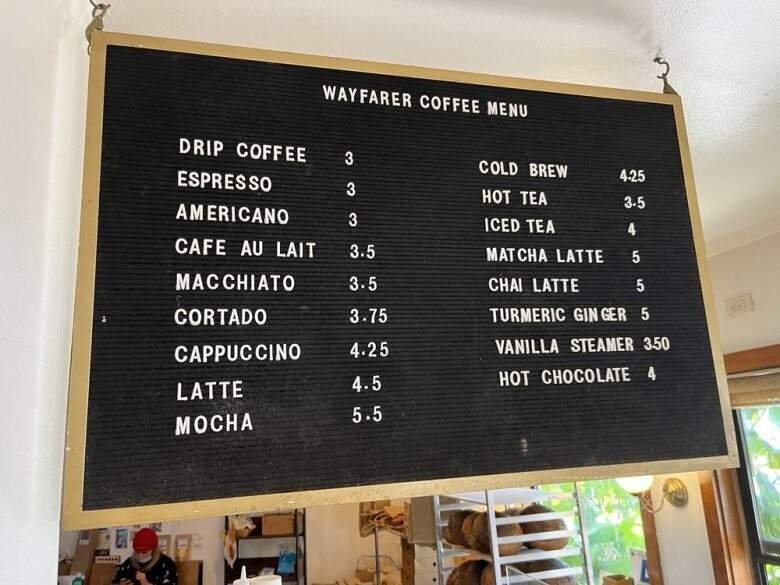 WAYFARER COFFEE MENU
DRIP COFFEE 3
ESPRESSO 3
AMERICANO 3
CAFE AU LAIT 3.5
MACCHIATO 3.5
CORTADO 3.75
CAPPUCCINO 4.25
LATTE 4.5
MOCHA 5.5
COLD BREW 4.25
HOT TEA 3.5
ICED TEA 4
MATCHA LATTE 5
CHAI LATTE 5
TURMERIC GINGER 5
VANILLA STEAMER 3.50
HOT CHOCOLATE 4